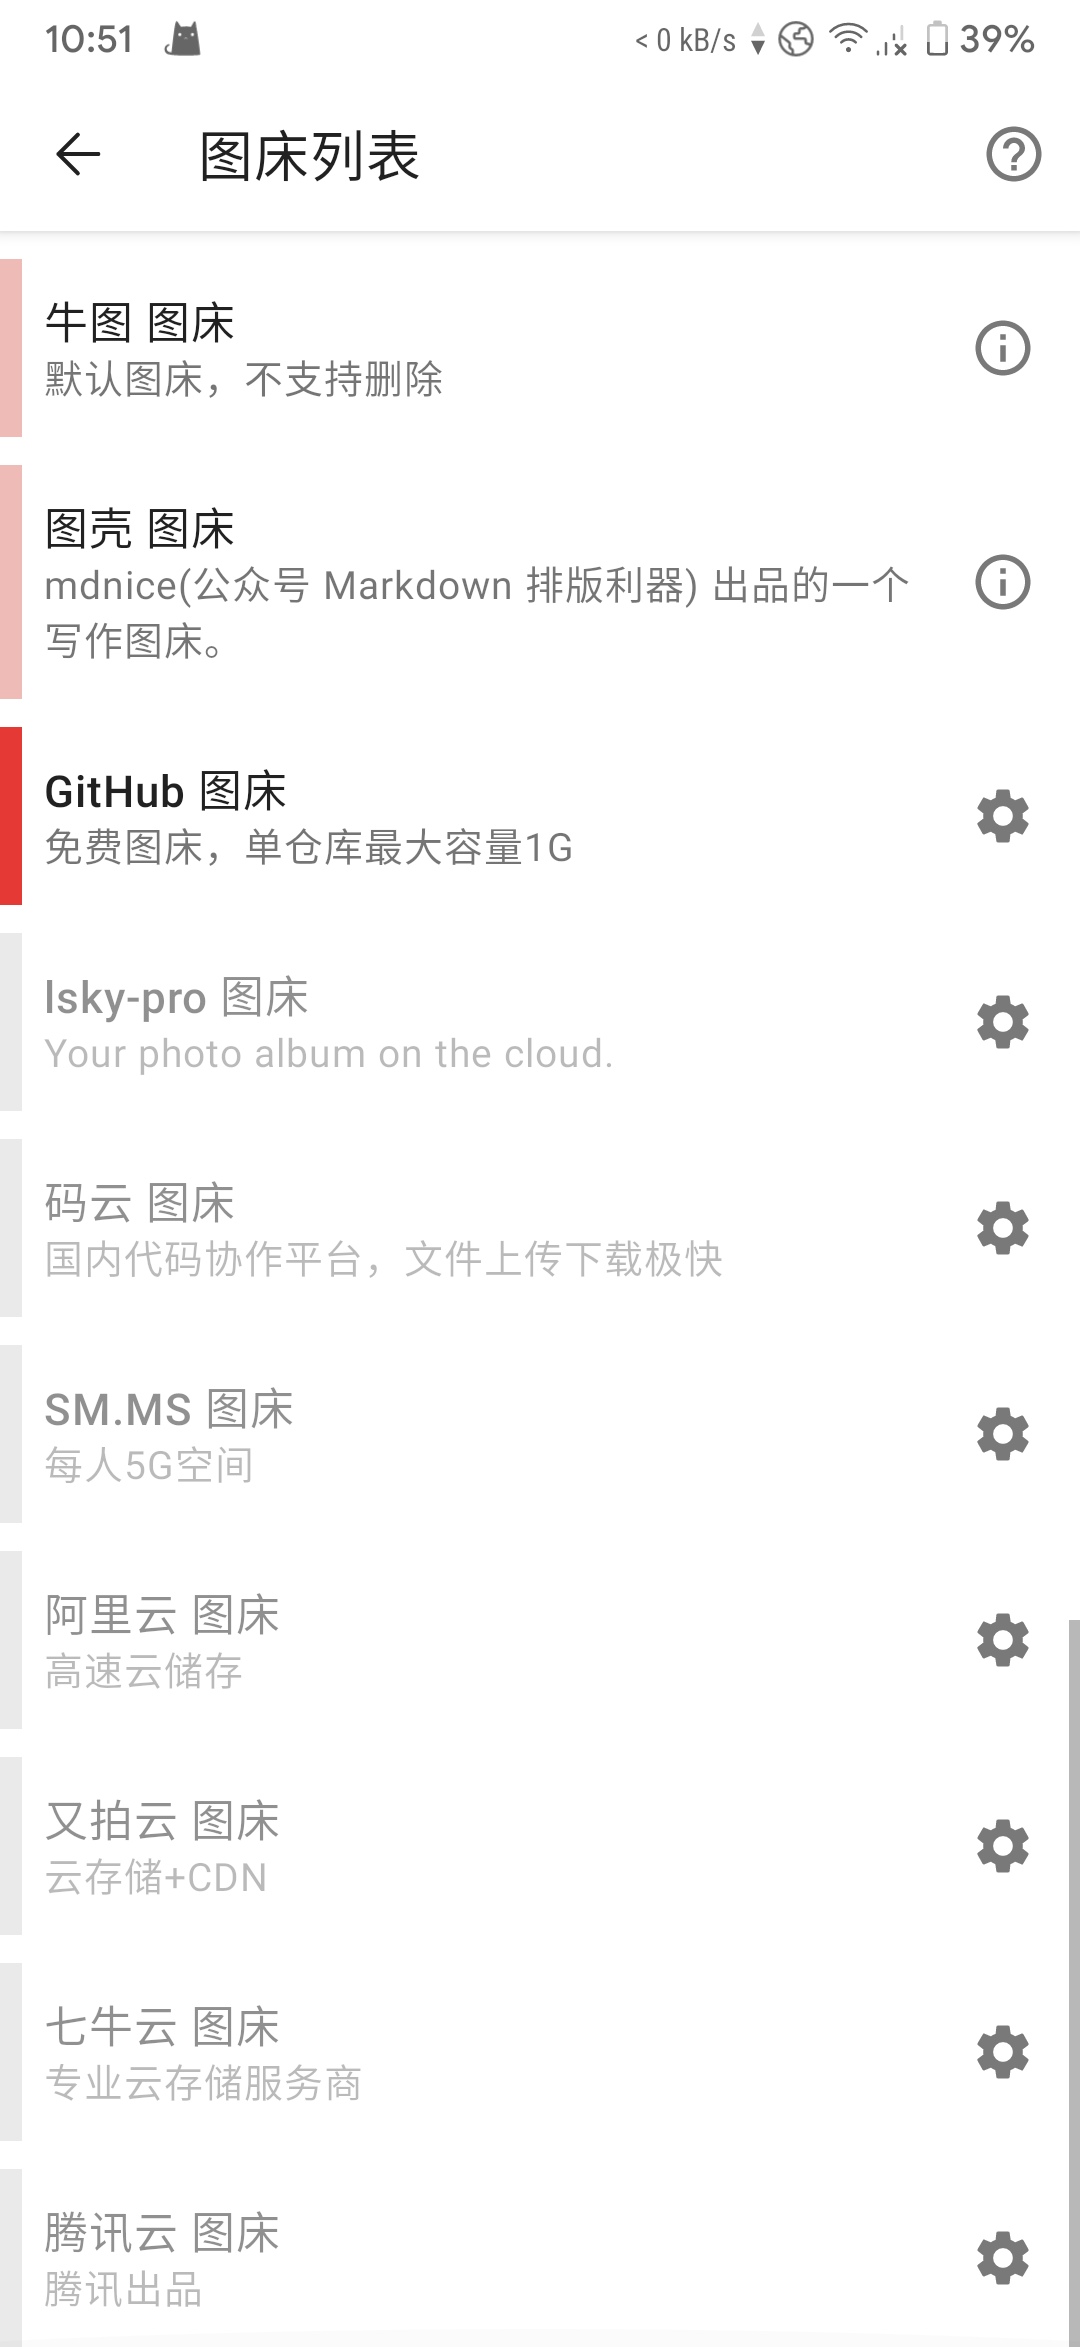 10:51
< 0 kB/s
39%
图床列表
牛图 图床
默认图床，不支持删除
图壳 图床
mdnice(公众号 Markdown 排版利器) 出品的一个
写作图床。
GitHub 图床
免费图床，单仓库最大容量1G
lsky-pro 图床
Your photo album on the cloud.
码云 图床
国内代码协作平台，文件上传下载极快
SM.MS 图床
每人5G空间
阿里云 图床
高速云储存
又拍云 图床
云存储+CDN
七牛云 图床
专业云存储服务商
腾讯云 图床
腾讯出品